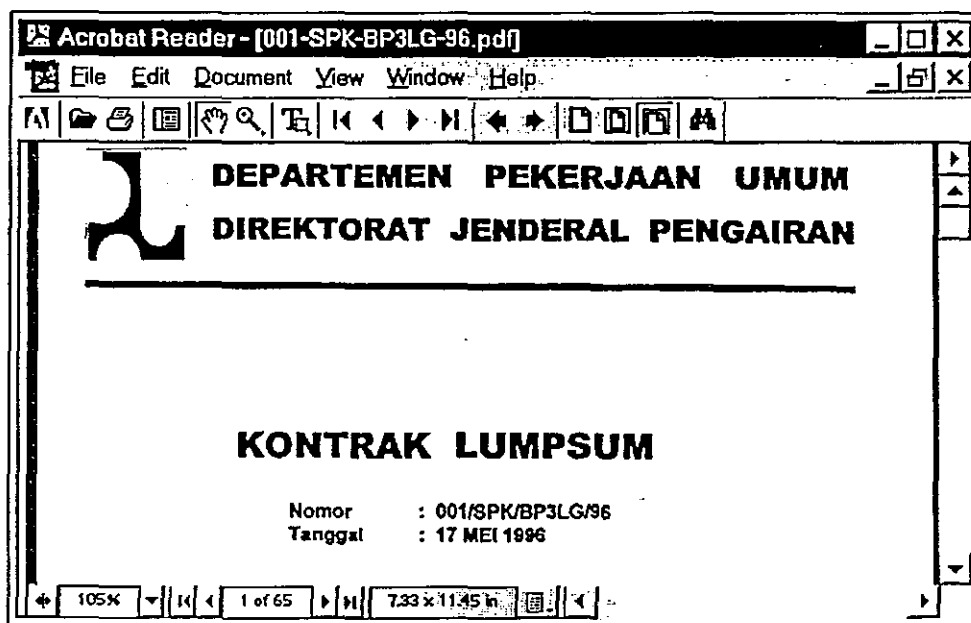 Acrobat Reader - [001-SPK-BP3LG-96.pdf]
File Edit Document View Window Help
DEPARTEMEN PEKERJAAN UMUM
DIREKTORAT JENDERAL PENGAIRAN
KONTRAK LUMPSUM
Nomor : 001/SPK/BP3LG/96
Tanggal : 17 MEI 1996
105% 1 of 65 7.33 x 11.45 in